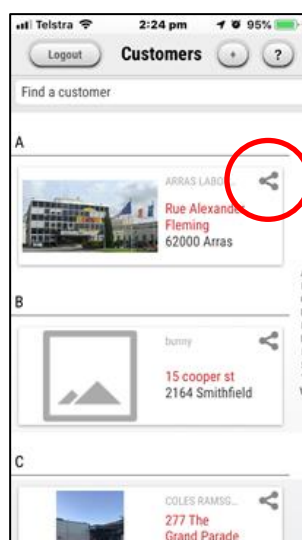 Telstra 2:24 pm 95%
Logout Customers + ?
Find a customer
A
ARRAS LABO...
Rue Alexander
Fleming
62000 Arras
B
bunny
15 cooper st
2164 Smithfield
C
COLES RAMSG...
277 The
Grand Parade